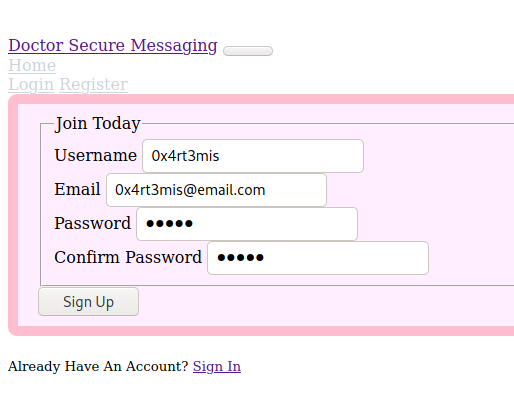 Doctor Secure Messaging
Home
Login Register
Join Today
Username 0x4rt3mis
Email 0x4rt3mis@email.com
Password •••••
Confirm Password •••••
Sign Up
Already Have An Account? Sign In